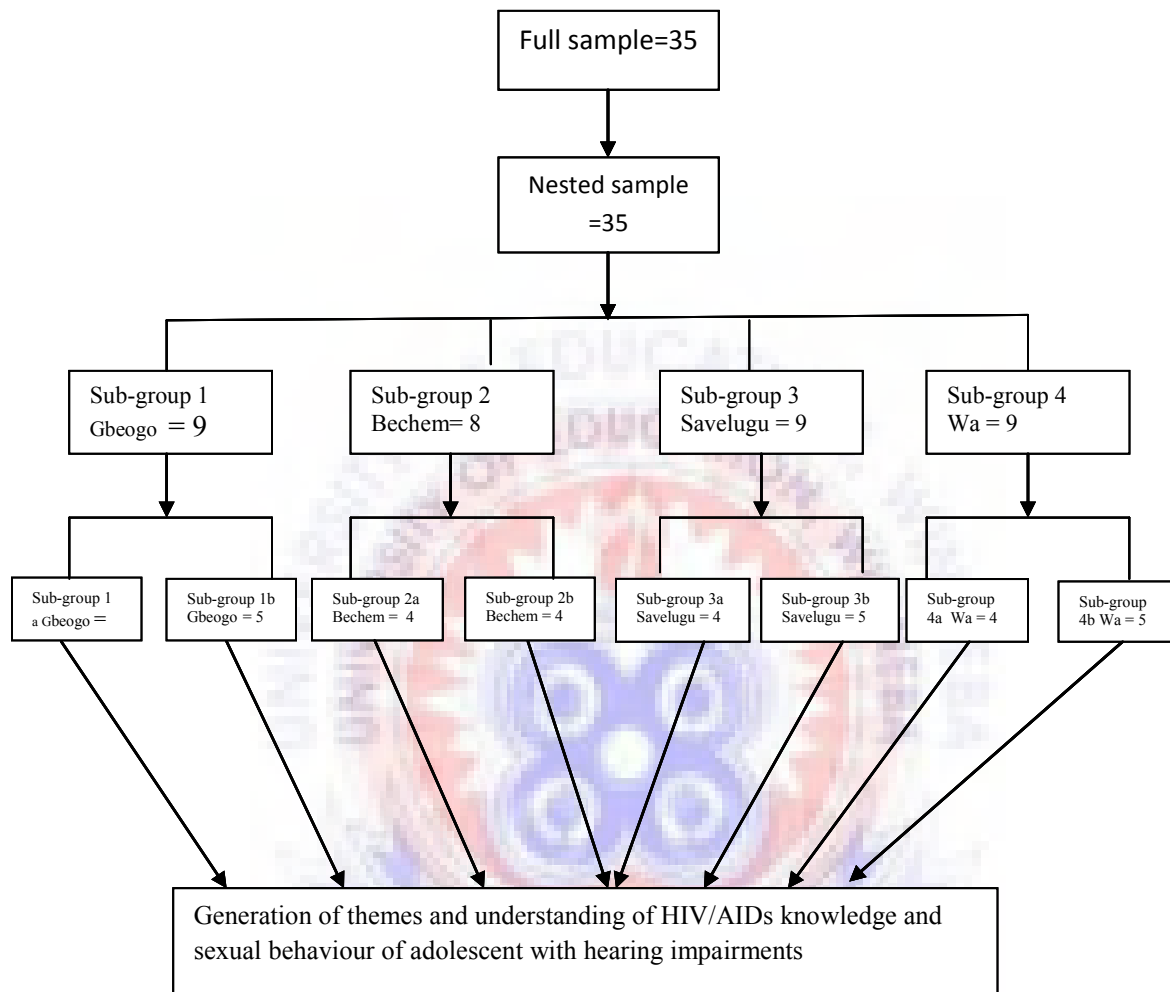 Full sample=35
Nested sample
=35
Sub-group 1
Gbeogo = 9
Sub-group 2
Bechem= 8
Sub-group 3
Savelugu = 9
Sub-group 4
Wa = 9
Sub-group 1
a Gbeogo =
Sub-group 1b
Gbeogo = 5
Sub-group 2a
Bechem = 4
Sub-group 2b
Bechem = 4
Sub-group 3a
Savelugu = 4
Sub-group 3b
Savelugu = 5
Sub-group
4a Wa = 4
Sub-group
4b Wa = 5
Generation of themes and understanding of HIV/AIDs knowledge and
sexual behaviour of adolescent with hearing impairments